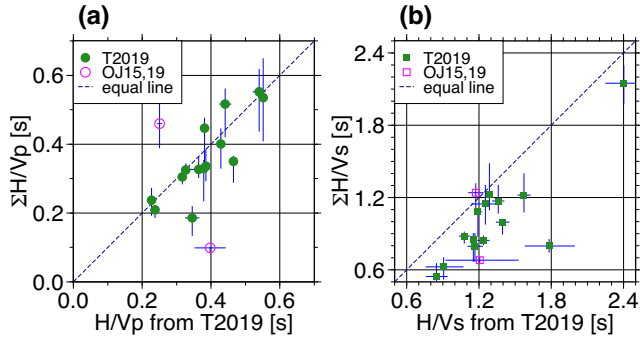 (a)
T2019
OJ15,19
equal line
0.6
0.4
0.2
0.0
ΣH/Vp [s]
0.0 0.2 0.4 0.6
H/Vp from T2019 [s]
(b)
T2019
OJ15,19
equal line
2.4
1.8
1.2
0.6
ΣH/Vs [s]
0.6 1.2 1.8 2.4
H/Vs from T2019 [s]